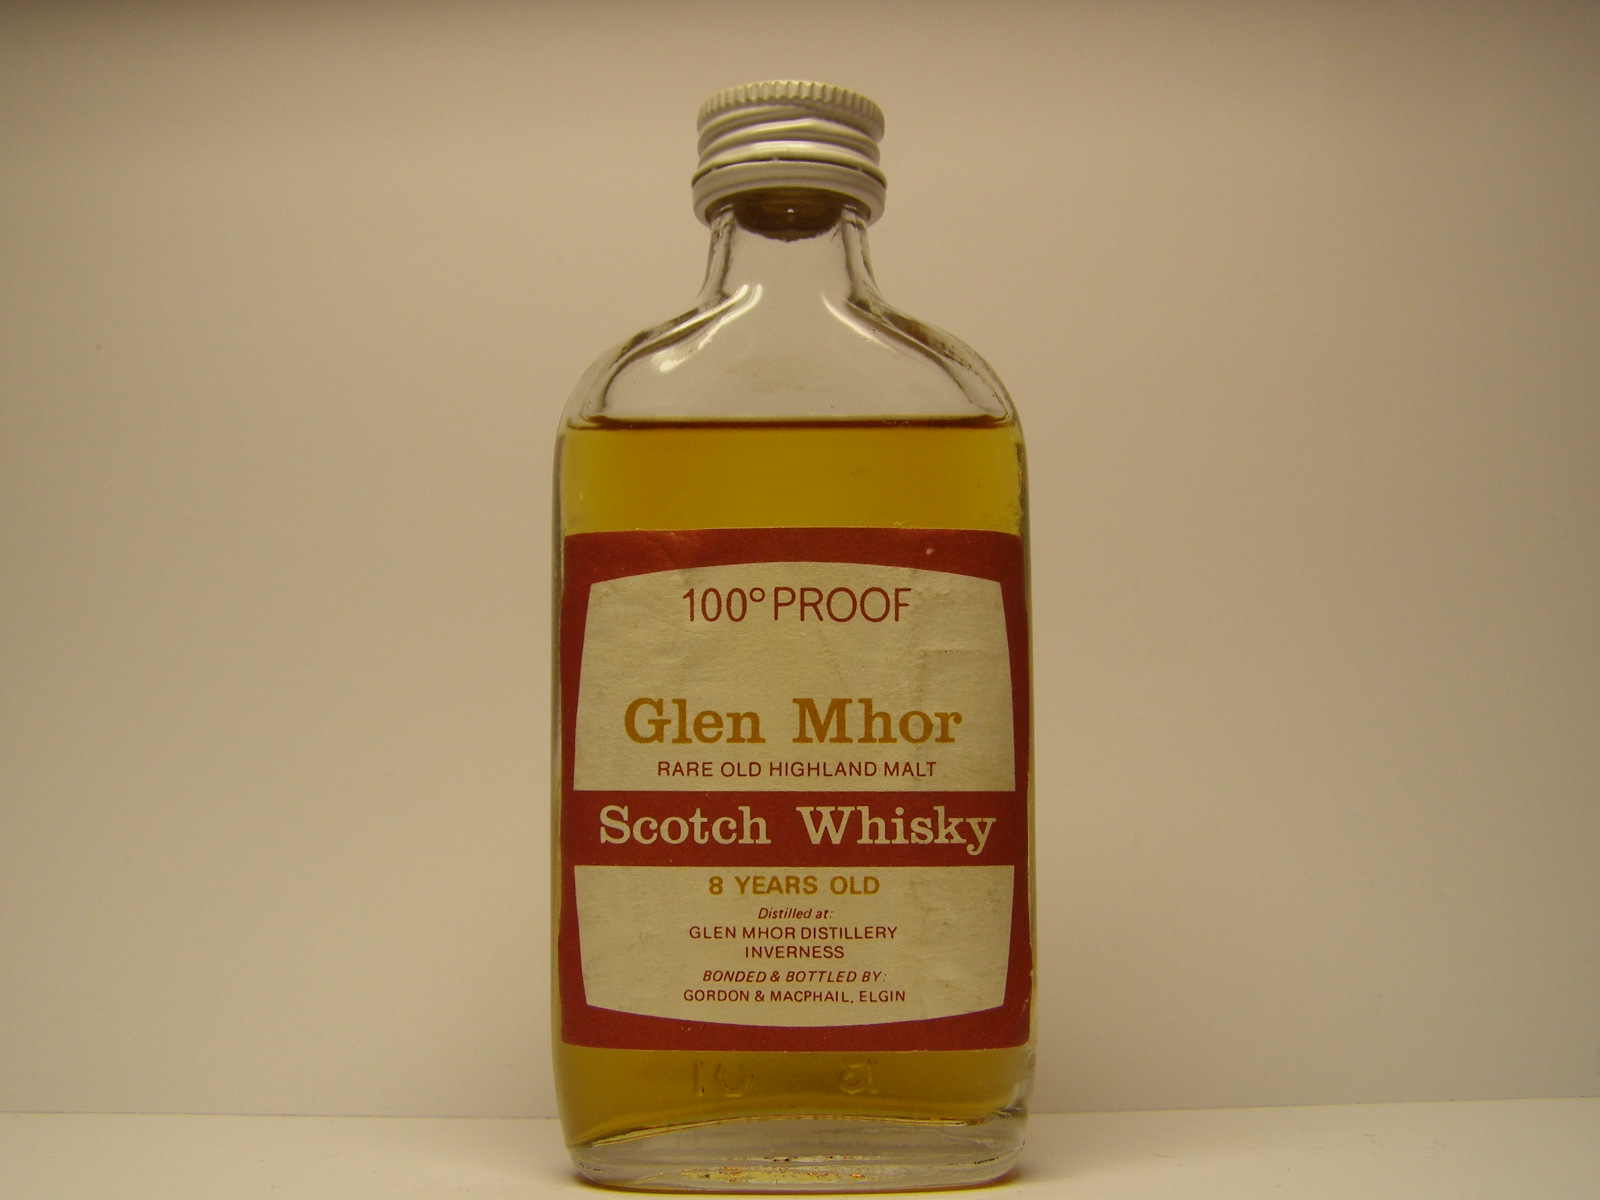 100° PROOF
Glen Mhor
RARE OLD HIGHLAND MALT
Scotch Whisky
8 YEARS OLD
Distilled at:
GLEN MHOR DISTILLERY
INVERNESS
BONDED & BOTTLED BY:
GORDON & MACPHAIL, ELGIN